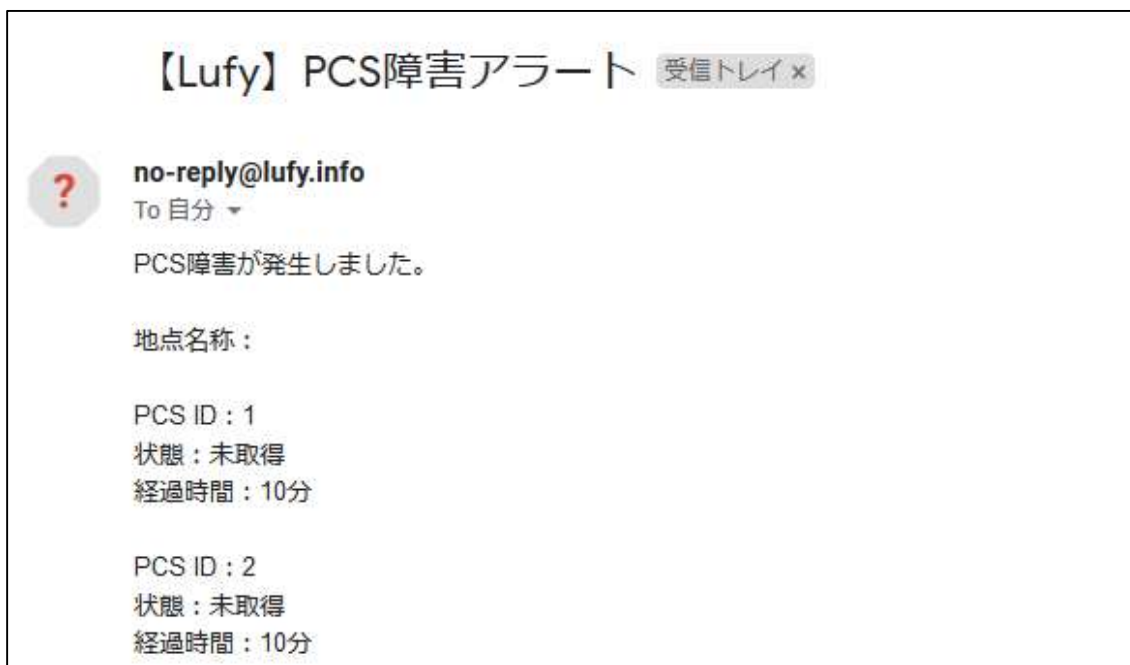 【Lufy】PCS障害アラート 受信トレイ ×
?
no-reply@lufy.info
To 自分
PCS障害が発生しました。
地点名称：
PCS ID：1
状態：未取得
経過時間：10分
PCS ID：2
状態：未取得
経過時間：10分